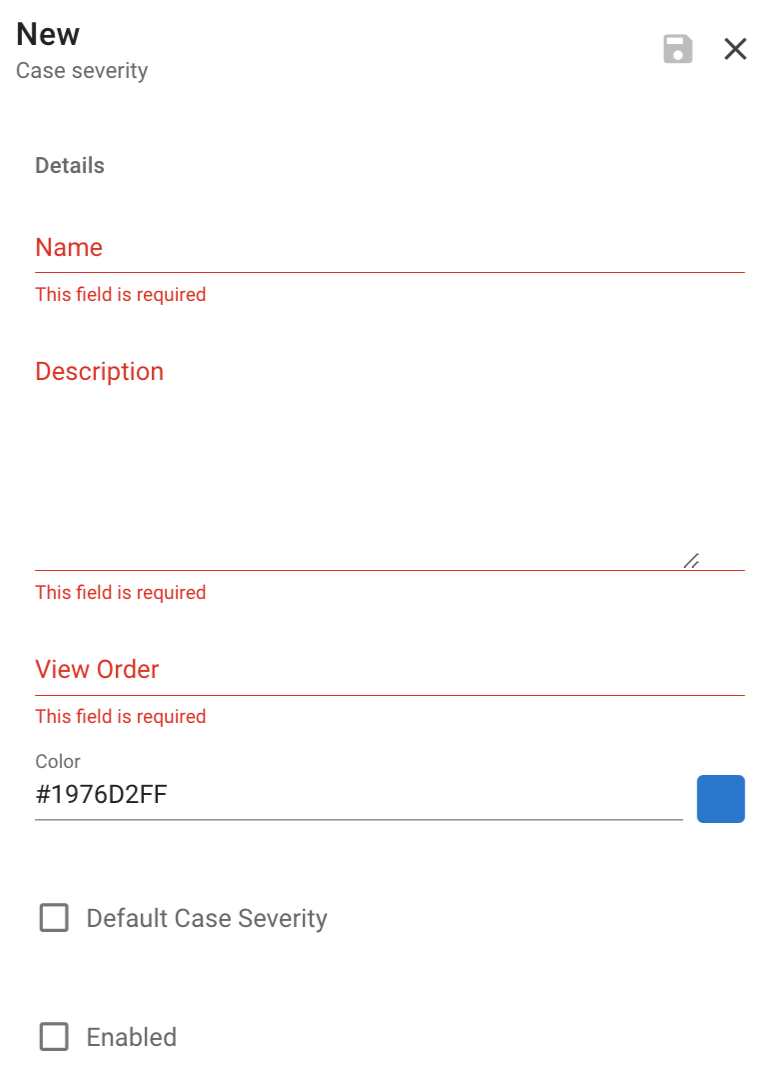 New
Case severity
Details
Name
This field is required
Description
This field is required
View Order
This field is required
Color
#1976D2FF
Default Case Severity
Enabled